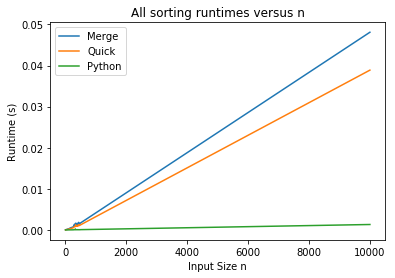 All sorting runtimes versus n
Merge
Quick
Python
Runtime (s)
0.05
0.04
0.03
0.02
0.01
0.00
0
2000
4000
6000
8000
10000
Input Size n